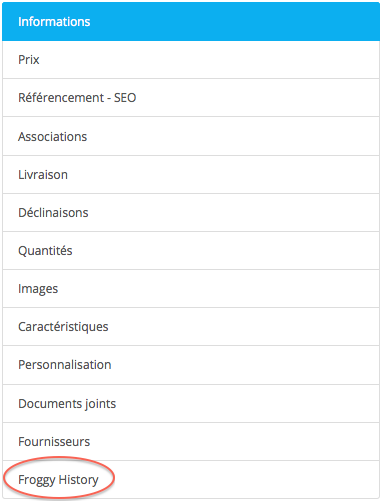 Informations
Prix
Référencement - SEO
Associations
Livraison
Déclinaisons
Quantités
Images
Caractéristiques
Personnalisation
Documents joints
Fournisseurs
Froggy History